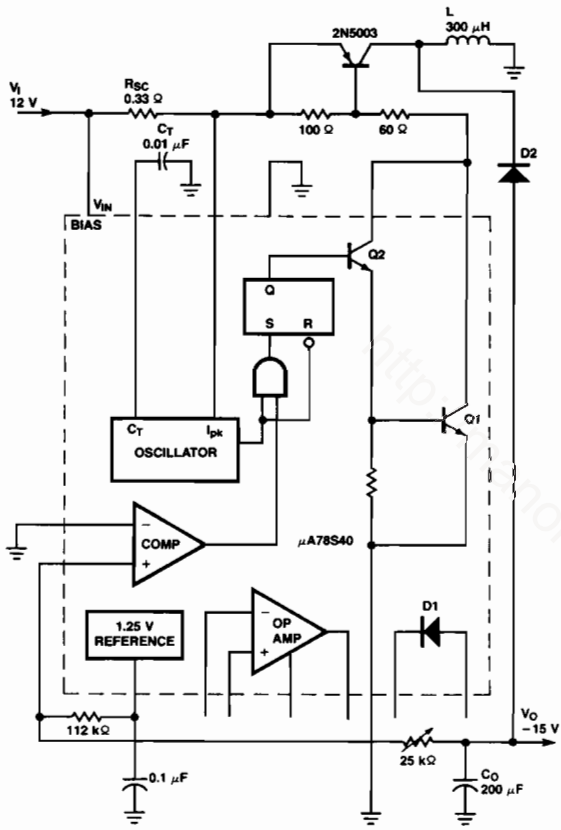 2N5003
L
300 μH
VI
12 V
RSC
0.33 Ω
CT
0.01 μF
100 Ω
60 Ω
D2
VIN
BIAS
Q2
Q
S R
CT Ipk
OSCILLATOR
Q1
COMP
−
+
μA78S40
1.25 V
REFERENCE
OP
AMP
−
+
D1
112 kΩ
25 kΩ
VO
−15 V
0.1 μF
CO
200 μF